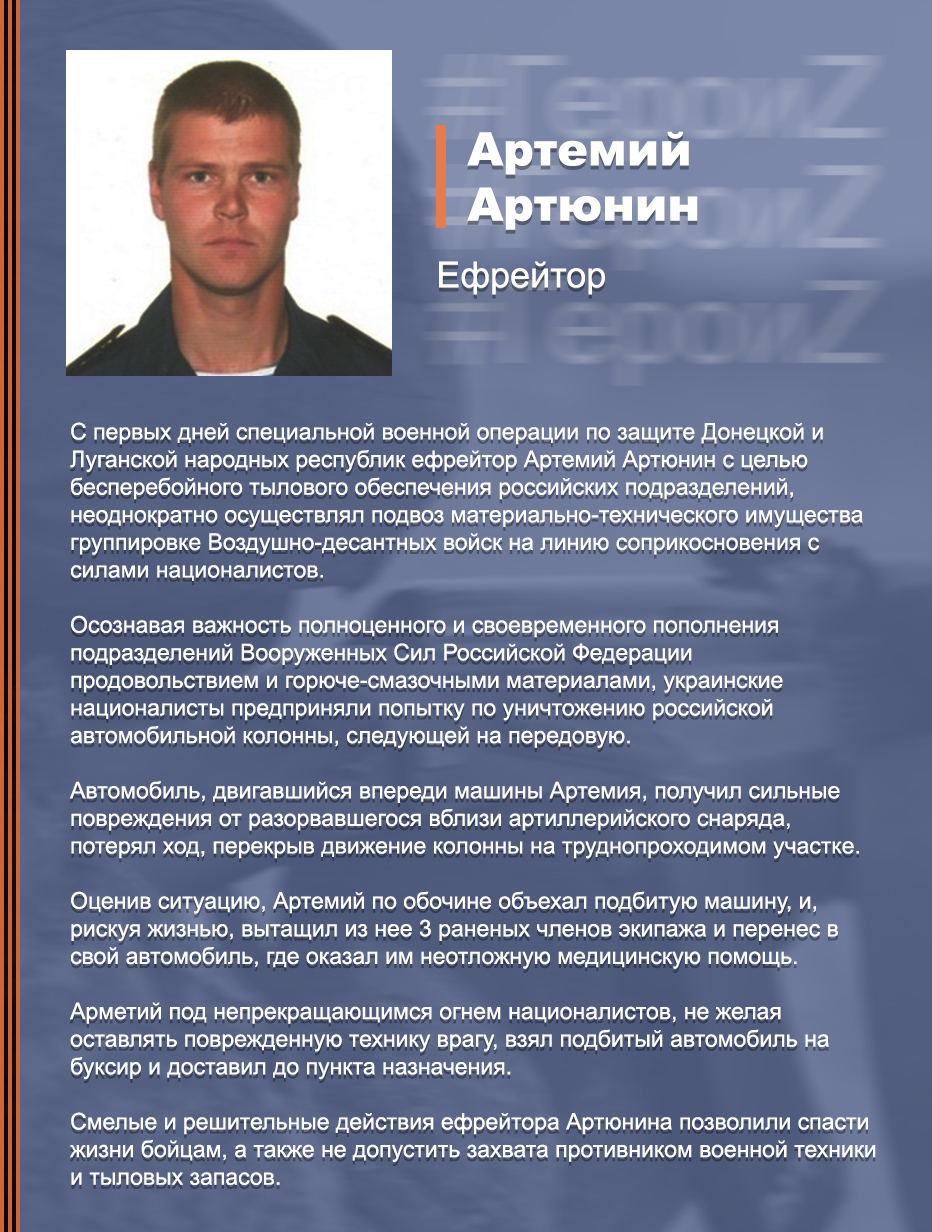 #ГероиZ
Артемий
#ГероиZ
Артюнин
Ефрейтор
#ГероиZ
С первых дней специальной военной операции по защите Донецкой и
Луганской народных республик ефрейтор Артемий Артюнин с целью
бесперебойного тылового обеспечения российских подразделений,
неоднократно осуществлял подвоз материально-технического имущества
группировке Воздушно-десантных войск на линию соприкосновения с
силами националистов.
Осознавая важность полноценного и своевременного пополнения
подразделений Вооруженных Сил Российской Федерации
продовольствием и горюче-смазочными материалами, украинские
националисты предприняли попытку по уничтожению российской
автомобильной колонны, следующей на передовую.
Автомобиль, двигавшийся впереди машины Артемия, получил сильные
повреждения от разорвавшегося вблизи артиллерийского снаряда,
потерял ход, перекрыв движение колонны на труднопроходимом участке.
Оценив ситуацию, Артемий по обочине объехал подбитую машину, и,
рискуя жизнью, вытащил из нее 3 раненых членов экипажа и перенес в
свой автомобиль, где оказал им неотложную медицинскую помощь.
Арметий под непрекращающимся огнем националистов, не желая
оставлять поврежденную технику врагу, взял подбитый автомобиль на
буксир и доставил до пункта назначения.
Смелые и решительные действия ефрейтора Артюнина позволили спасти
жизни бойцам, а также не допустить захвата противником военной техники
и тыловых запасов.